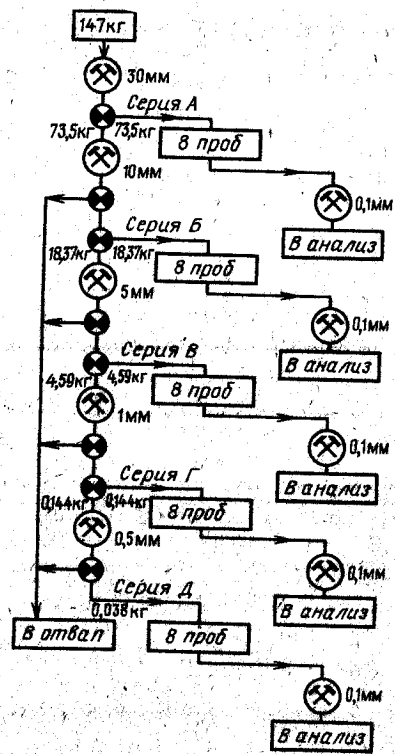 147кг
30мм
Серия А
73,5кг 73,5кг
8 проб
10мм
0,1мм
В анализ
Серия Б
18,37кг 18,37кг
8 проб
5мм
0,1мм
В анализ
Серия В
4,59кг 4,59кг
8 проб
1мм
0,1мм
В анализ
Серия Г
0,144кг 0,144кг
8 проб
0,5мм
0,1мм
В анализ
Серия Д
0,038кг
В отвал
8 проб
0,1мм
В анализ